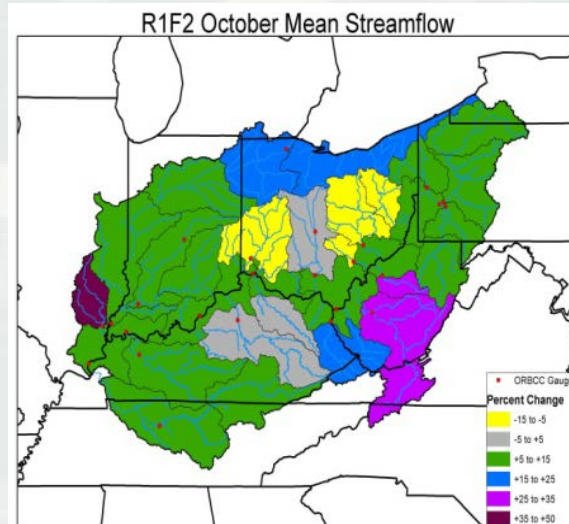 R1F2 October Mean Streamflow
ORBCC Gauge
Percent Change
-15 to -5
-5 to +5
+5 to +15
+15 to +25
+25 to +35
+35 to +50